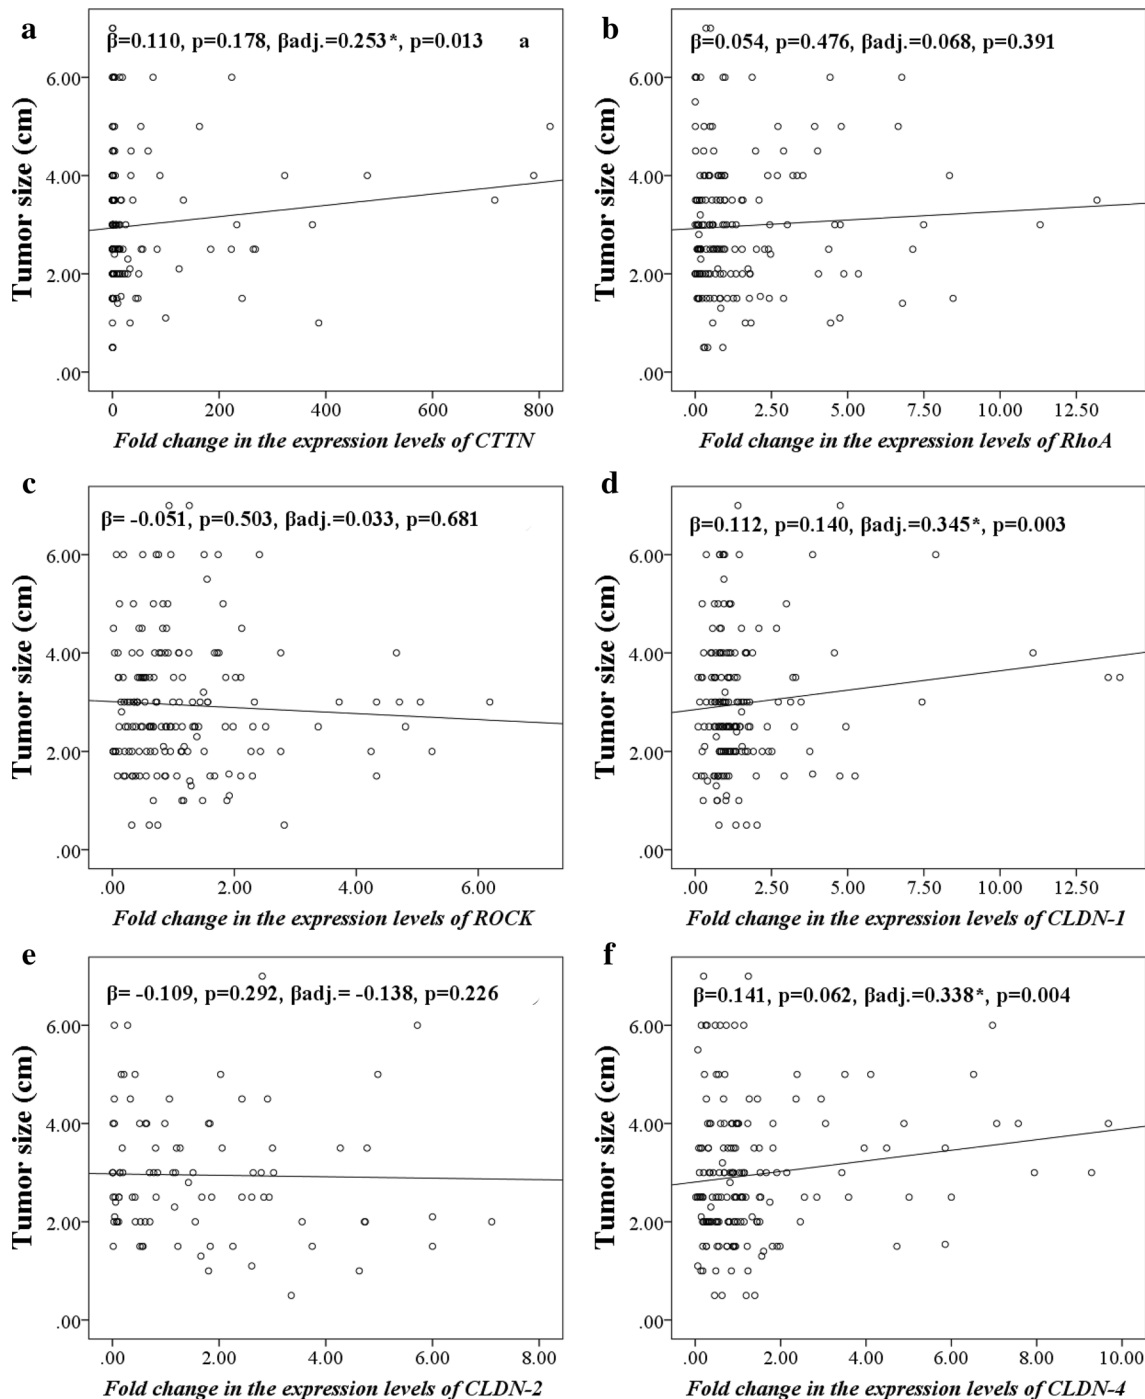 a
β=0.110, p=0.178, βadj.=0.253*, p=0.013 a
6.00
4.00
2.00
.00
Tumor size (cm)
0 200 400 600 800
Fold change in the expression levels of CTTN
b
β=0.054, p=0.476, βadj.=0.068, p=0.391
6.00
4.00
2.00
.00
Tumor size (cm)
.00 2.50 5.00 7.50 10.00 12.50
Fold change in the expression levels of RhoA
c
β= -0.051, p=0.503, βadj.=0.033, p=0.681
6.00
4.00
2.00
.00
Tumor size (cm)
.00 2.00 4.00 6.00
Fold change in the expression levels of ROCK
d
β=0.112, p=0.140, βadj.=0.345*, p=0.003
6.00
4.00
2.00
.00
Tumor size (cm)
.00 2.50 5.00 7.50 10.00 12.50
Fold change in the expression levels of CLDN-1
e
β= -0.109, p=0.292, βadj.= -0.138, p=0.226
6.00
4.00
2.00
.00
Tumor size (cm)
.00 2.00 4.00 6.00 8.00
Fold change in the expression levels of CLDN-2
f
β=0.141, p=0.062, βadj.=0.338*, p=0.004
6.00
4.00
2.00
.00
Tumor size (cm)
.00 2.00 4.00 6.00 8.00 10.00
Fold change in the expression levels of CLDN-4